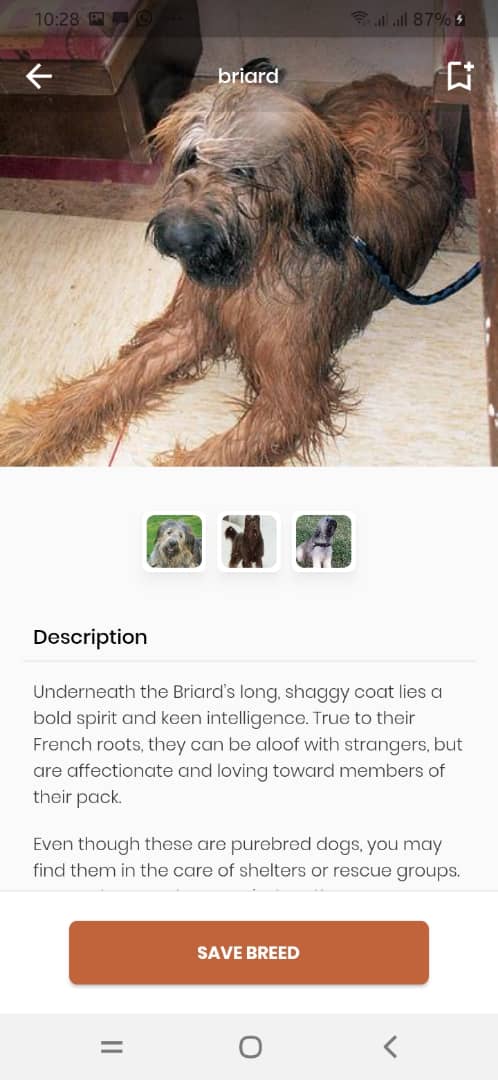 10:28
87%
briard
Description
Underneath the Briard's long, shaggy coat lies a
bold spirit and keen intelligence. True to their
French roots, they can be aloof with strangers, but
are affectionate and loving toward members of
their pack.
Even though these are purebred dogs, you may
find them in the care of shelters or rescue groups.
SAVE BREED